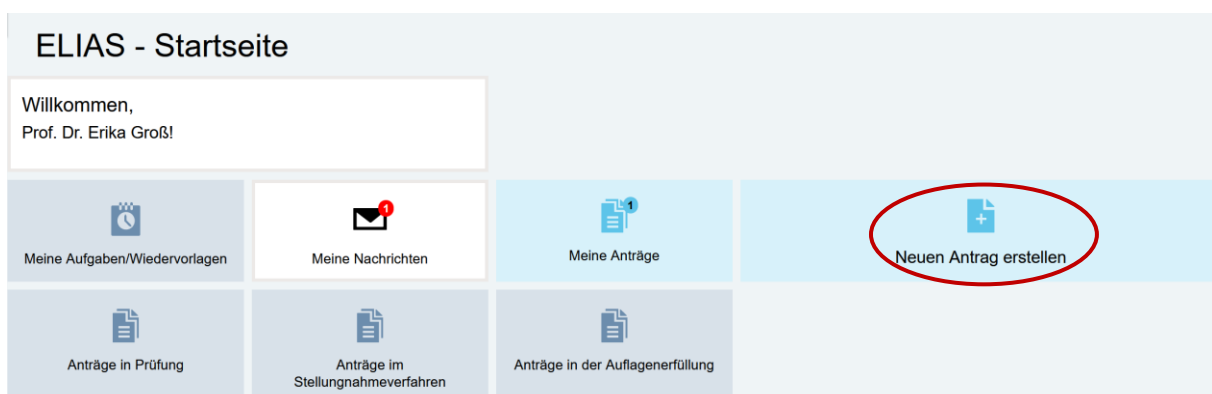 ELIAS - Startseite
Willkommen,
Prof. Dr. Erika Groß!
1
1
Meine Aufgaben/Wiedervorlagen
Meine Nachrichten
Meine Anträge
Neuen Antrag erstellen
Anträge in Prüfung
Anträge im
Stellungnahmeverfahren
Anträge in der Auflagenerfüllung